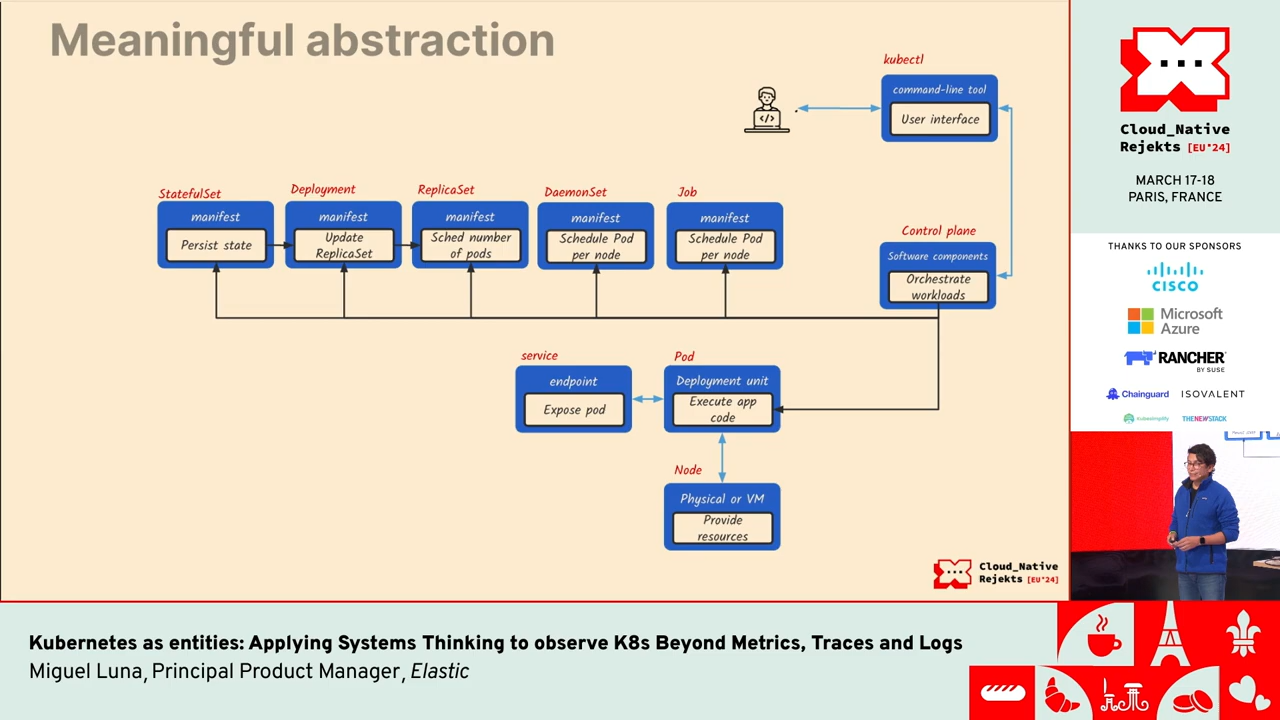 Meaningful abstraction
kubectl
command-line tool
User interface
</>
StatefulSet
manifest
Persist state
Deployment
manifest
Update
ReplicaSet
ReplicaSet
manifest
Sched number
of pods
DaemonSet
manifest
Schedule Pod
per node
Job
manifest
Schedule Pod
per node
Control plane
Software components
Orchestrate
workloads
service
endpoint
Expose pod
Pod
Deployment unit
Execute app
code
Node
Physical or VM
Provide
resources
Cloud_Native
Rejekts [EU'24]
Cloud_Native
Rejekts [EU'24]
MARCH 17-18
PARIS, FRANCE
THANKS TO OUR SPONSORS
CISCO
Microsoft
Azure
RANCHER
BY SUSE
Chainguard
ISOVALENT
kubesimplify
THENEWSTACK
Kubernetes as entities: Applying Systems Thinking to observe K8s Beyond Metrics, Traces and Logs
Miguel Luna, Principal Product Manager, Elastic